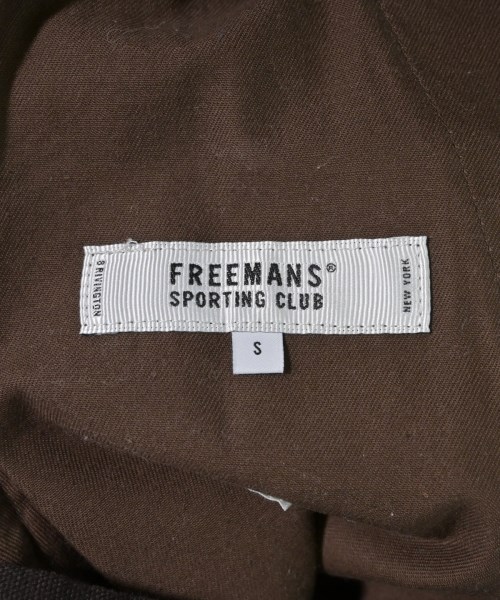 FREEMANS®
SPORTING CLUB
8 RIVINGTON
NEW YORK
S